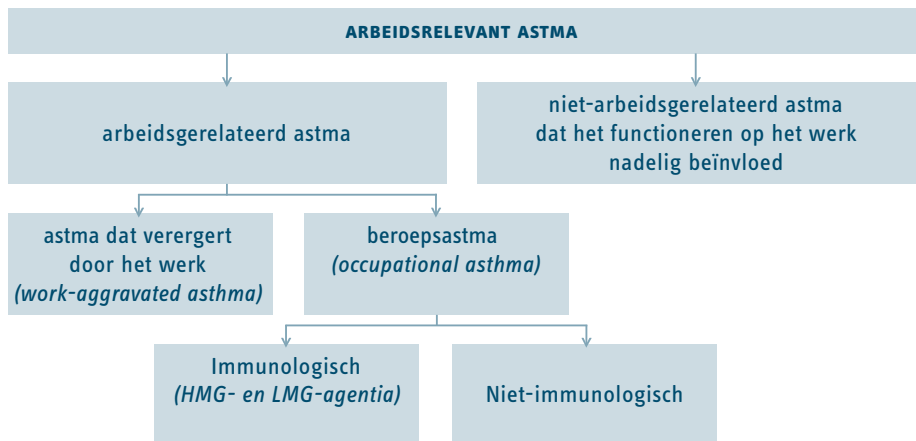 ARBEIDSRELEVANT ASTMA
arbeidsgerelateerd astma
niet-arbeidsgerelateerd astma
dat het functioneren op het werk
nadelig beïnvloed
astma dat verergert
door het werk
(work-aggravated asthma)
beroepsastma
(occupational asthma)
Immunologisch
(HMG- en LMG-agentia)
Niet-immunologisch